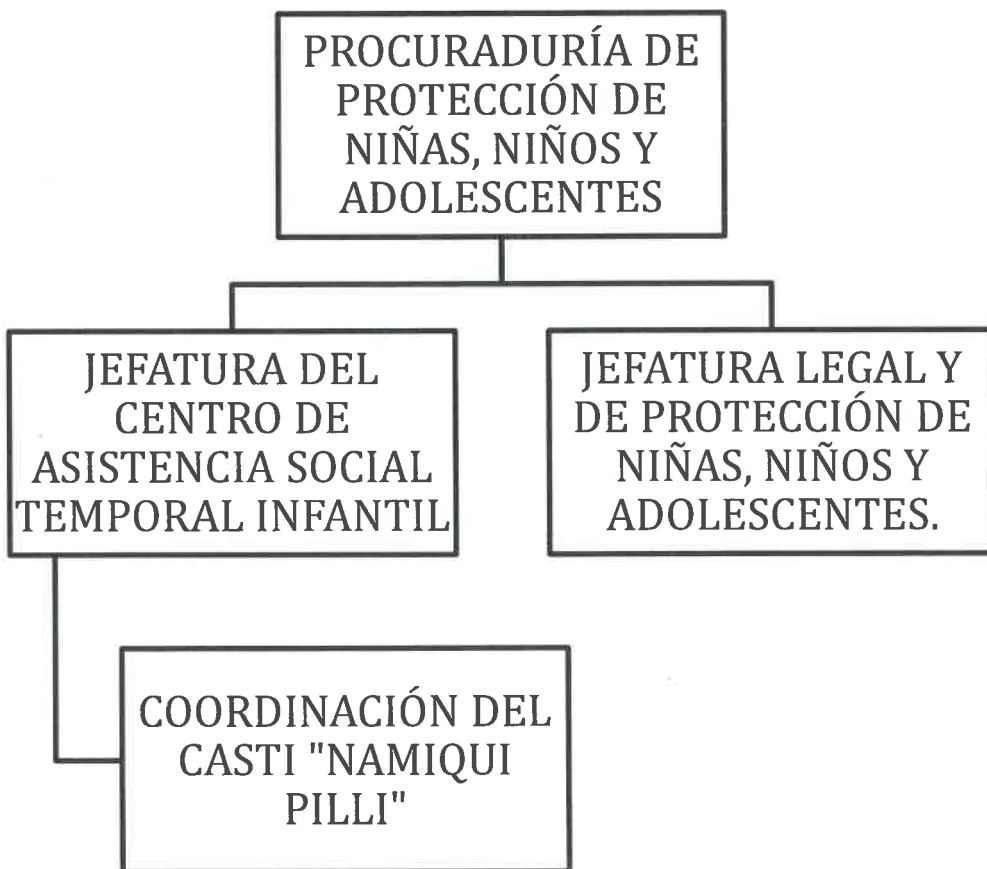 PROCURADURÍA DE
PROTECCIÓN DE
NIÑAS, NIÑOS Y
ADOLESCENTES
JEFATURA DEL
CENTRO DE
ASISTENCIA SOCIAL
TEMPORAL INFANTIL
JEFATURA LEGAL Y
DE PROTECCIÓN DE
NIÑAS, NIÑOS Y
ADOLESCENTES.
COORDINACIÓN DEL
CASTI "NAMIQUI
PILLI"